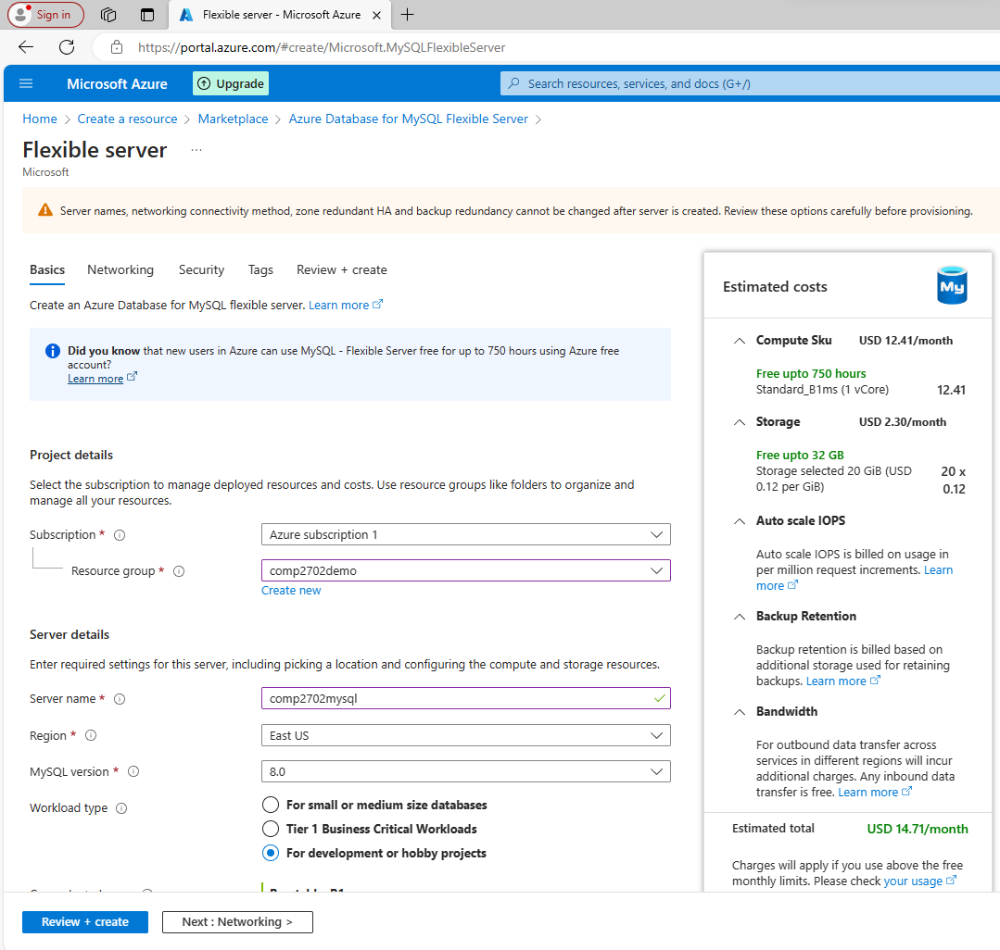 Sign in
Flexible server - Microsoft Azure
https://portal.azure.com/#create/Microsoft.MySQLFlexibleServer
Microsoft Azure
Upgrade
Search resources, services, and docs (G+/)
Home > Create a resource > Marketplace > Azure Database for MySQL Flexible Server >
Flexible server ...
Microsoft
Server names, networking connectivity method, zone redundant HA and backup redundancy cannot be changed after server is created. Review these options carefully before provisioning.
Basics Networking Security Tags Review + create
Create an Azure Database for MySQL flexible server. Learn more
Did you know that new users in Azure can use MySQL - Flexible Server free for up to 750 hours using Azure free
account?
Learn more
Project details
Select the subscription to manage deployed resources and costs. Use resource groups like folders to organize and
manage all your resources.
Subscription *
Azure subscription 1
Resource group *
comp2702demo
Create new
Server details
Enter required settings for this server, including picking a location and configuring the compute and storage resources.
Server name *
comp2702mysql
Region *
East US
MySQL version *
8.0
Workload type
For small or medium size databases
Tier 1 Business Critical Workloads
For development or hobby projects
Review + create
Next : Networking >
Estimated costs
My
Compute Sku USD 12.41/month
Free upto 750 hours
Standard_B1ms (1 vCore) 12.41
Storage USD 2.30/month
Free upto 32 GB
Storage selected 20 GiB (USD 20 x
0.12 per GiB) 0.12
Auto scale IOPS
Auto scale IOPS is billed on usage in
per million request increments. Learn
more
Backup Retention
Backup retention is billed based on
additional storage used for retaining
backups. Learn more
Bandwidth
For outbound data transfer across
services in different regions will incur
additional charges. Any inbound data
transfer is free. Learn more
Estimated total USD 14.71/month
Charges will apply if you use above the free
monthly limits. Please check your usage